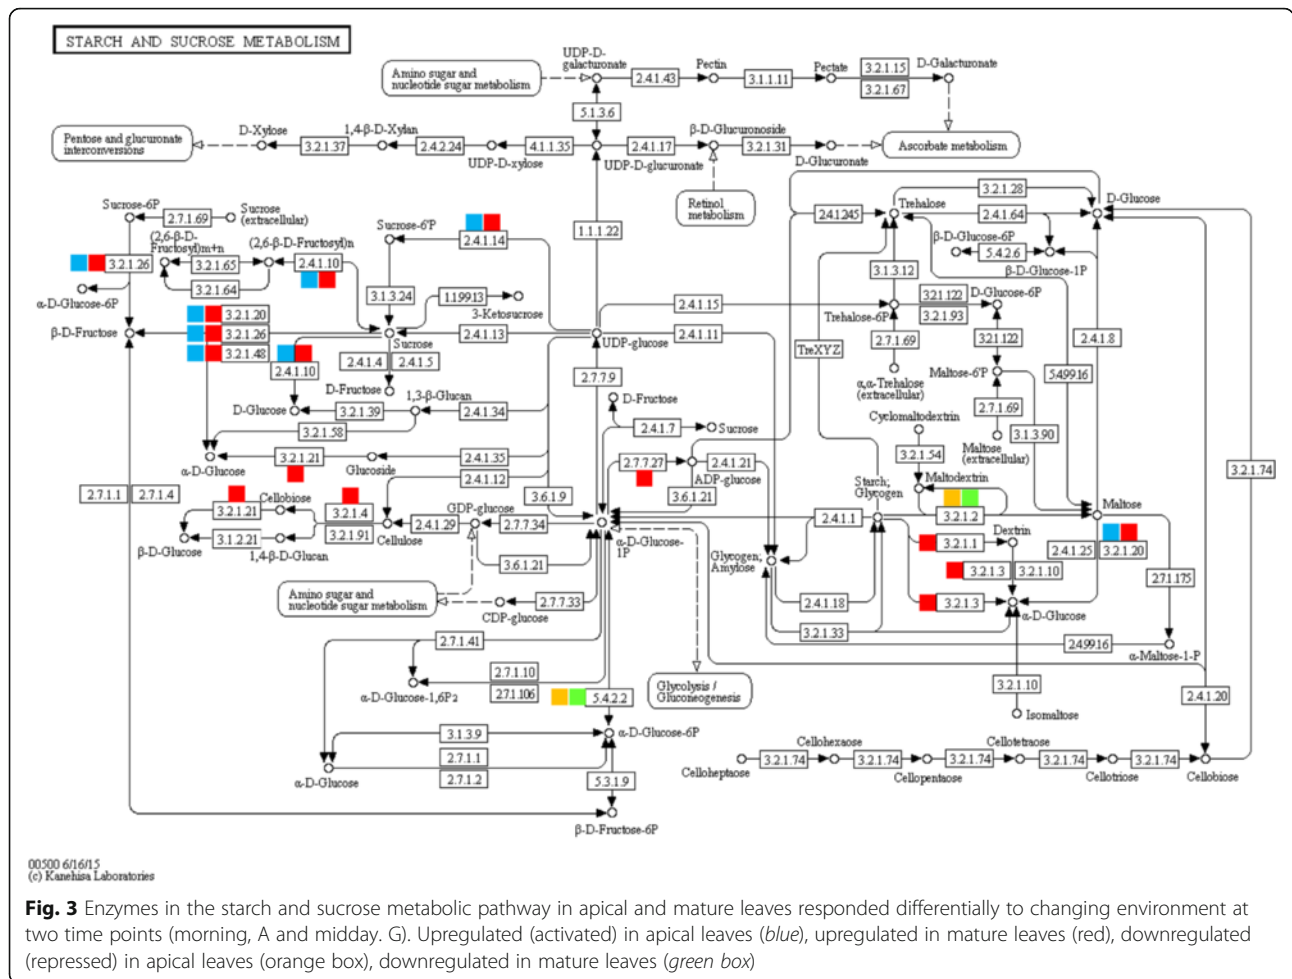 STARCH AND SUCROSE METABOLISM
Amino sugar and
nucleotide sugar metabolism
UDP-D-
galacturonate
2.4.1.43
Pectin
3.1.1.11
Pectate
3.2.1.15
3.2.1.67
D-Galacturonate
5.1.3.6
Pentose and glucuronate
interconversions
D-Xylose
3.2.1.37
1,4-β-D-Xylan
2.4.2.24
UDP-D-xylose
4.1.1.35
2.4.1.17
UDP-D-glucuronate
β-D-Glucuronoside
3.2.1.31
D-Glucuronate
Ascorbate metabolism
Retinol
metabolism
1.1.1.22
Sucrose-6P
2.7.1.69
Sucrose
(extracellular)
(2,6-β-D-
Fructosyl)m+n
(2,6-β-D-Fructosyl)n
3.2.1.26
3.2.1.65
3.2.1.64
2.4.1.10
α-D-Glucose-6P
Sucrose-6'P
2.4.1.14
3.1.3.24
1.1.99.13
3-Ketosucrose
β-D-Fructose
3.2.1.20
3.2.1.26
3.2.1.48
2.4.1.10
Sucrose
2.4.1.13
UDP-glucose
2.4.1.11
2.4.1.15
2.4.1.4
2.4.1.5
D-Fructose
D-Glucose
3.2.1.39
1,3-β-Glucan
2.4.1.34
3.2.1.58
2.7.7.9
D-Fructose
2.4.1.7
Sucrose
α-D-Glucose
3.2.1.21
Glucoside
2.4.1.35
2.4.1.12
2.7.7.27
ADP-glucose
2.4.1.21
3.6.1.9
3.6.1.21
2.7.1.1
2.7.1.4
3.2.1.21
Cellobiose
3.2.1.4
3.2.1.91
Cellulose
2.4.1.29
GDP-glucose
2.7.7.34
α-D-Glucose-
1P
β-D-Glucose
3.1.2.21
1,4-β-D-Glucan
3.6.1.21
Amino sugar and
nucleotide sugar metabolism
CDP-glucose
2.7.7.33
2.7.1.41
α-D-Glucose-1,6P2
2.7.1.10
2.7.1.106
5.4.2.2
Glycolysis /
Gluconeogenesis
α-D-Glucose-6P
3.1.3.9
2.7.1.1
2.7.1.2
α-D-Glucose
5.3.1.9
β-D-Fructose-6P
2.4.1.245
Trehalose
3.2.1.28
2.4.1.64
D-Glucose
β-D-Glucose-6P
5.4.2.6
β-D-Glucose-1P
3.1.3.12
Trehalose-6P
3.2.1.122
3.2.1.93
D-Glucose-6P
2.7.1.69
α,α-Trehalose
(extracellular)
TreXYZ
3.2.1.122
Maltose-6'P
2.7.1.69
Maltose
(extracellular)
3.1.3.90
2.4.1.8
5.4.99.16
3.2.1.74
Cyclomaltodextrin
3.2.1.54
Maltodextrin
Starch;
Glycogen
3.2.1.2
Maltose
2.4.1.1
Glycogen;
Amylose
3.2.1.1
Dextrin
3.2.1.3
3.2.1.10
3.2.1.3
α-D-Glucose
2.4.1.25
3.2.1.20
2.7.1.175
2.4.1.18
3.2.1.33
2.4.99.16
α-Maltose-1-P
3.2.1.10
Isomaltose
2.4.1.20
Celloheptaose
3.2.1.74
Cellohexaose
3.2.1.74
Cellopentaose
3.2.1.74
Cellotetraose
3.2.1.74
Cellotriose
3.2.1.74
Cellobiose
00500 6/16/15
(c) Kanehisa Laboratories
Fig. 3 Enzymes in the starch and sucrose metabolic pathway in apical and mature leaves responded differentially to changing environment at
two time points (morning, A and midday. G). Upregulated (activated) in apical leaves (blue), upregulated in mature leaves (red), downregulated
(repressed) in apical leaves (orange box), downregulated in mature leaves (green box)